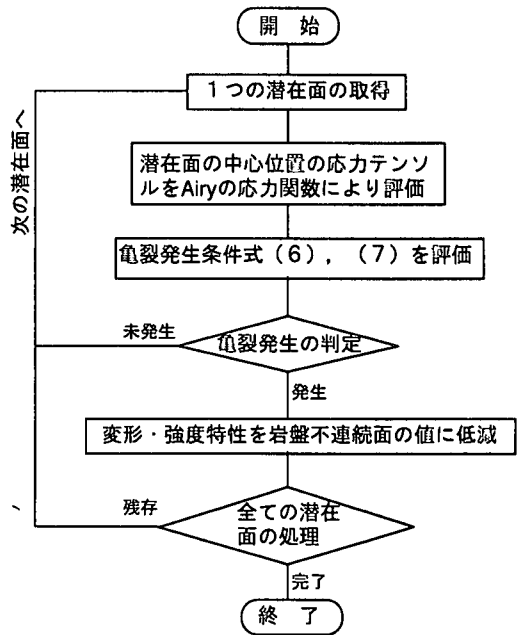 開 始
1つの潜在面の取得
次の潜在面へ
潜在面の中心位置の応力テンソ
ルをAiryの応力関数により評価
亀裂発生条件式（6），（7）を評価
未発生
亀裂発生の判定
発生
変形・強度特性を岩盤不連続面の値に低減
残存
全ての潜在
面の処理
完了
終 了